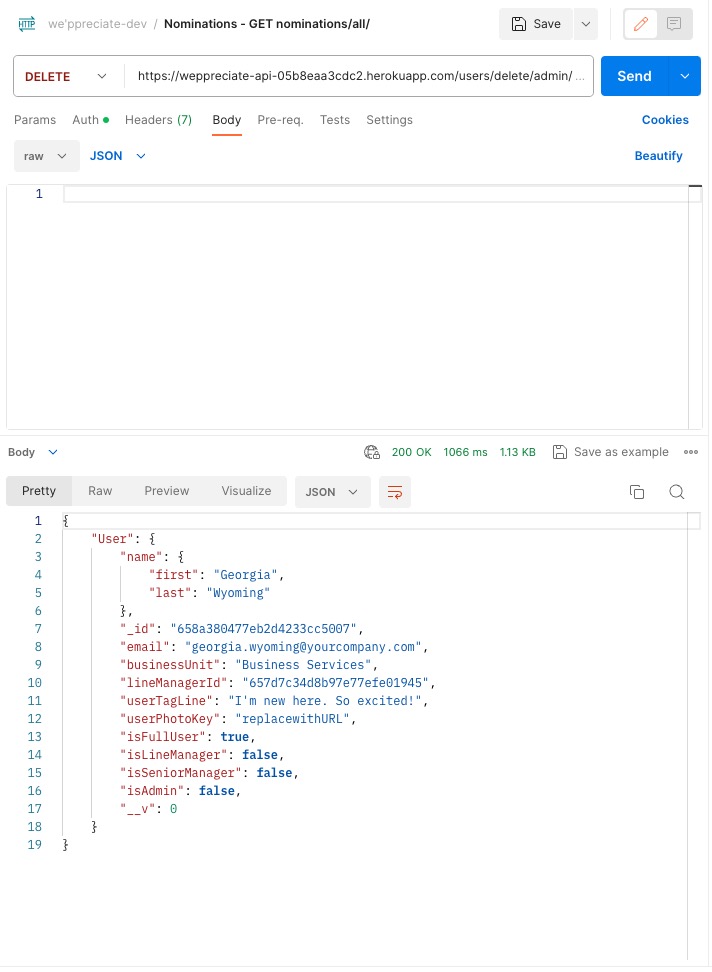 HTTP we'ppreciate-dev / Nominations - GET nominations/all/ Save
DELETE https://weppreciate-api-05b8eaa3cdc2.herokuapp.com/users/delete/admin/ ... Send
Params Auth Headers (7) Body Pre-req. Tests Settings Cookies
raw JSON Beautify
1
Body 200 OK 1066 ms 1.13 KB Save as example
Pretty Raw Preview Visualize JSON
1 {
2 "User": {
3 "name": {
4 "first": "Georgia",
5 "last": "Wyoming"
6 },
7 "_id": "658a380477eb2d4233cc5007",
8 "email": "georgia.wyoming@yourcompany.com",
9 "businessUnit": "Business Services",
10 "lineManagerId": "657d7c34d8b97e77efe01945",
11 "userTagLine": "I'm new here. So excited!",
12 "userPhotoKey": "replacewithURL",
13 "isFullUser": true,
14 "isLineManager": false,
15 "isSeniorManager": false,
16 "isAdmin": false,
17 "__v": 0
18 }
19 }